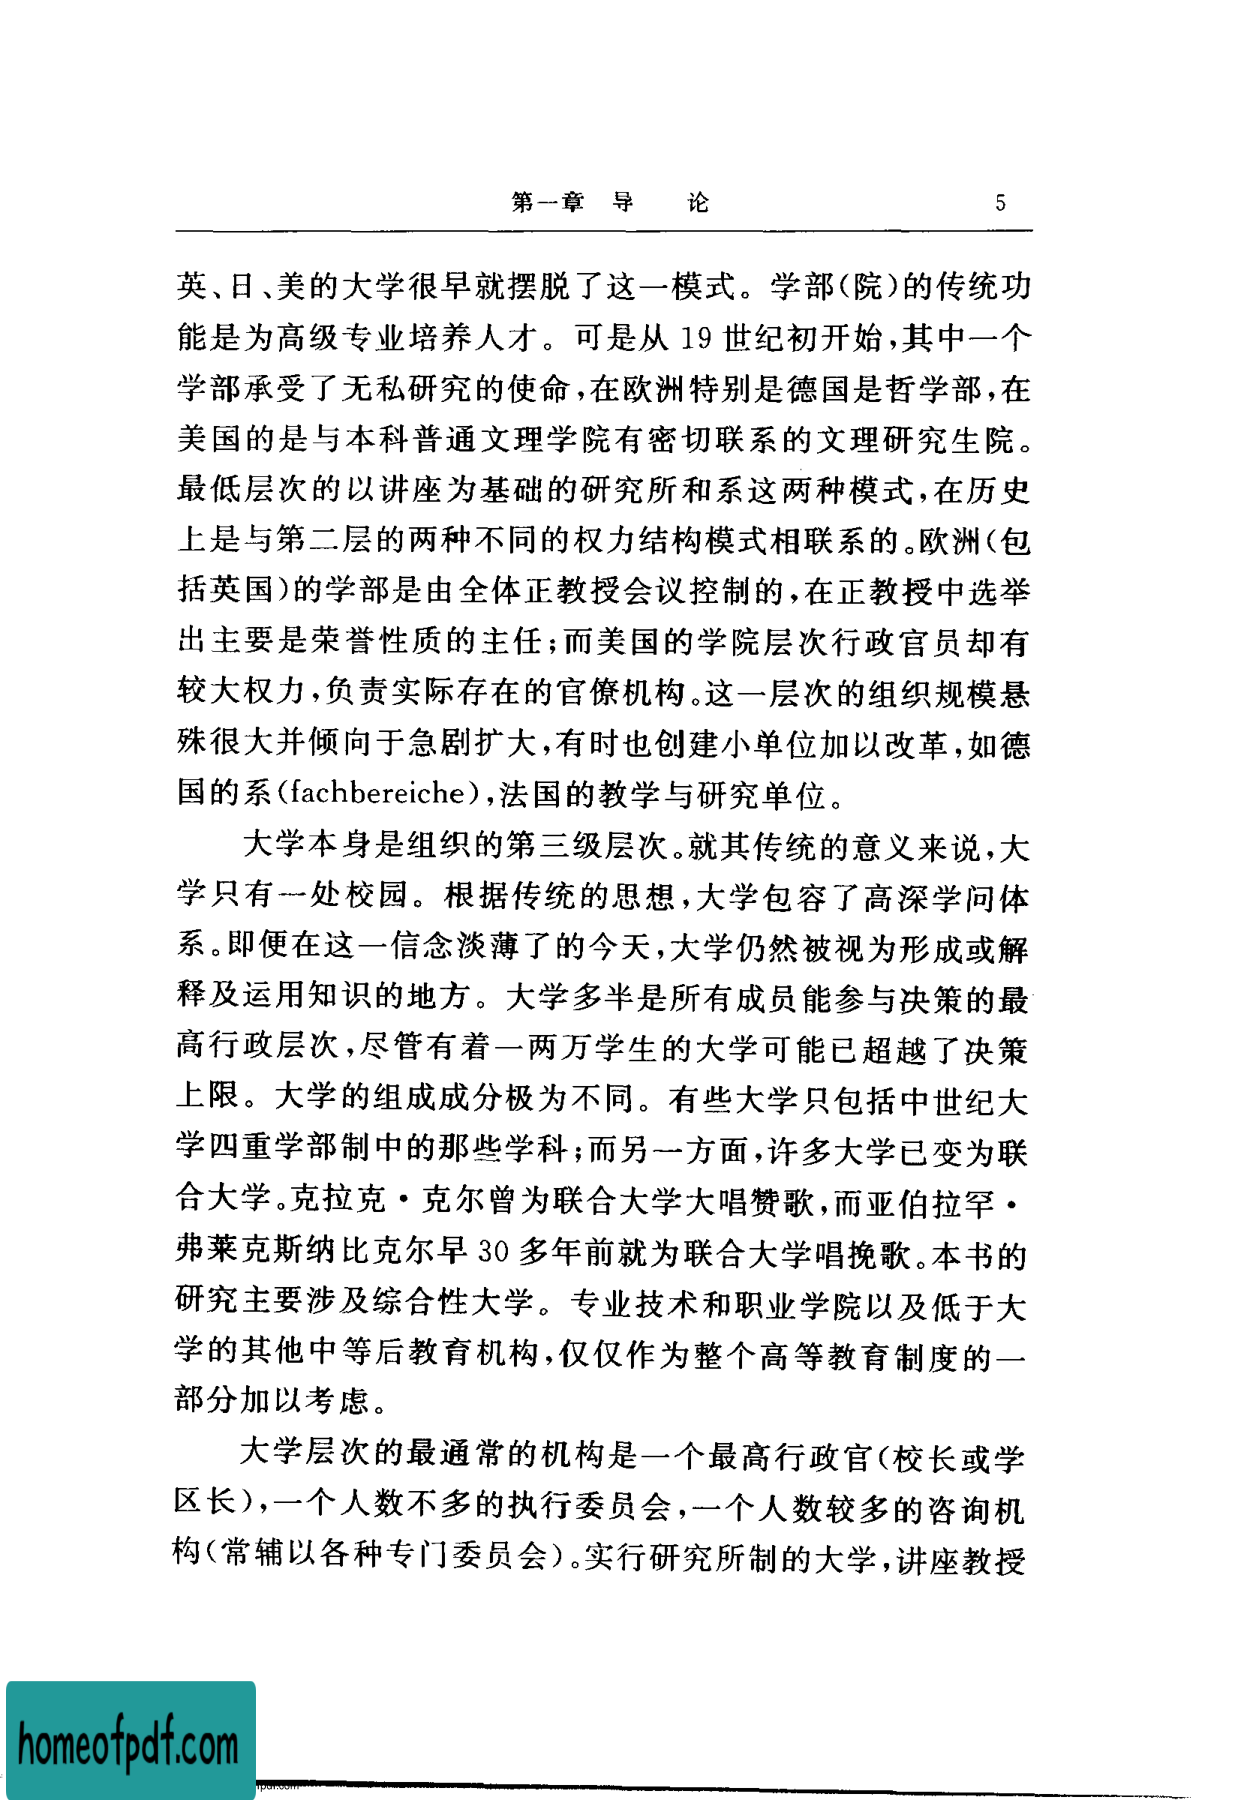 第一章 导 论 5
英、日、美的大学很早就摆脱了这一模式。学部(院)的传统功
能是为高级专业培养人才。可是从 19 世纪初开始,其中一个
学部承受了无私研究的使命,在欧洲特别是德国是哲学部,在
美国的是与本科普通文理学院有密切联系的文理研究生院。
最低层次的以讲座为基础的研究所和系这两种模式,在历史
上是与第二层的两种不同的权力结构模式相联系的。欧洲(包
括英国)的学部是由全体正教授会议控制的,在正教授中选举
出主要是荣誉性质的主任;而美国的学院层次行政官员却有
较大权力,负责实际存在的官僚机构。这一层次的组织规模悬
殊很大并倾向于急剧扩大,有时也创建小单位加以改革,如德
国的系(fachbereiche),法国的教学与研究单位。
大学本身是组织的第三级层次。就其传统的意义来说,大
学只有一处校园。根据传统的思想,大学包容了高深学问体
系。即便在这一信念淡薄了的今天,大学仍然被视为形成或解
释及运用知识的地方。大学多半是所有成员能参与决策的最
高行政层次,尽管有着一两万学生的大学可能已超越了决策
上限。大学的组成成分极为不同。有些大学只包括中世纪大
学四重学部制中的那些学科;而另一方面,许多大学已变为联
合大学。克拉克·克尔曾为联合大学大唱赞歌,而亚伯拉罕·
弗莱克斯纳比克尔早 30 多年前就为联合大学唱挽歌。本书的
研究主要涉及综合性大学。专业技术和职业学院以及低于大
学的其他中等后教育机构,仅仅作为整个高等教育制度的一
部分加以考虑。
大学层次的最通常的机构是一个最高行政官(校长或学
区长),一个人数不多的执行委员会,一个人数较多的咨询机
构(常辅以各种专门委员会)。实行研究所制的大学,讲座教授
homeofpdf.com